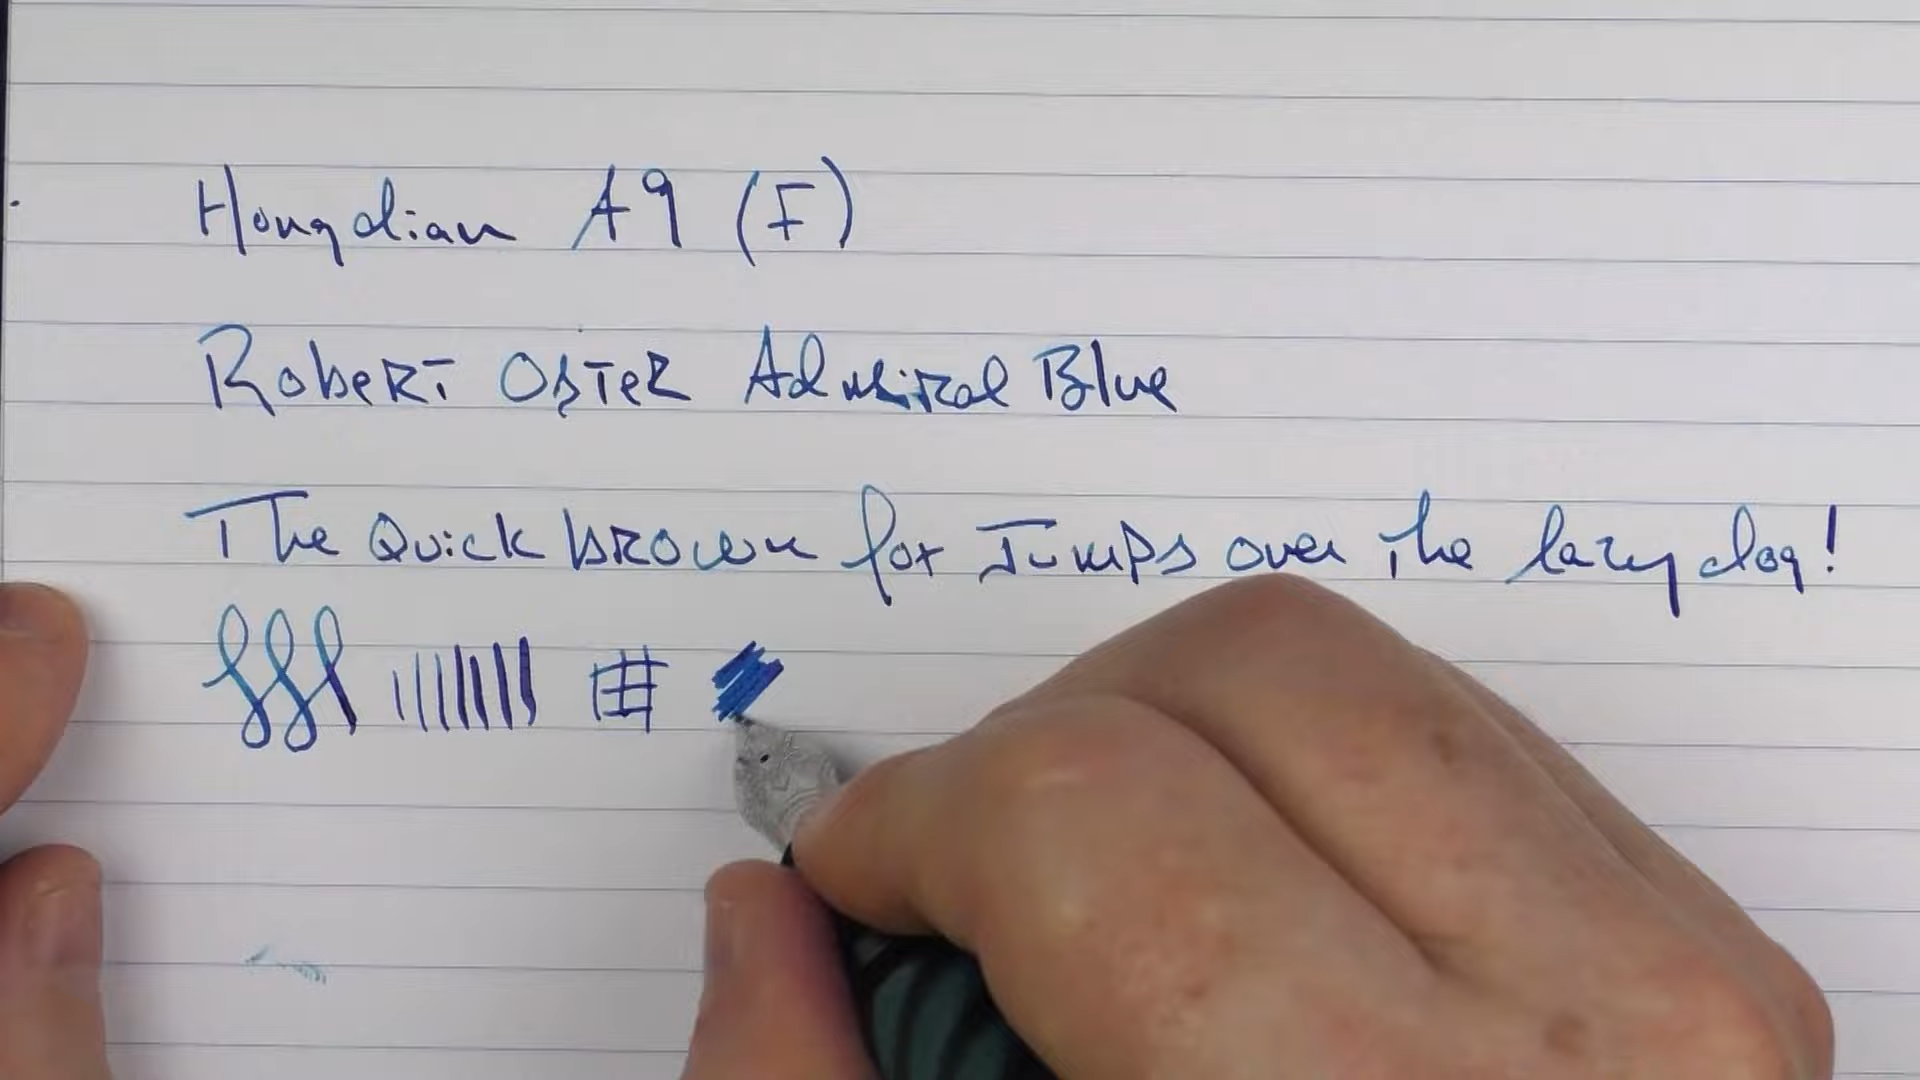 Hongdian A9 (F)
Robert Oster Admiral Blue
The Quick brown fox Jumps over the lazy dog!